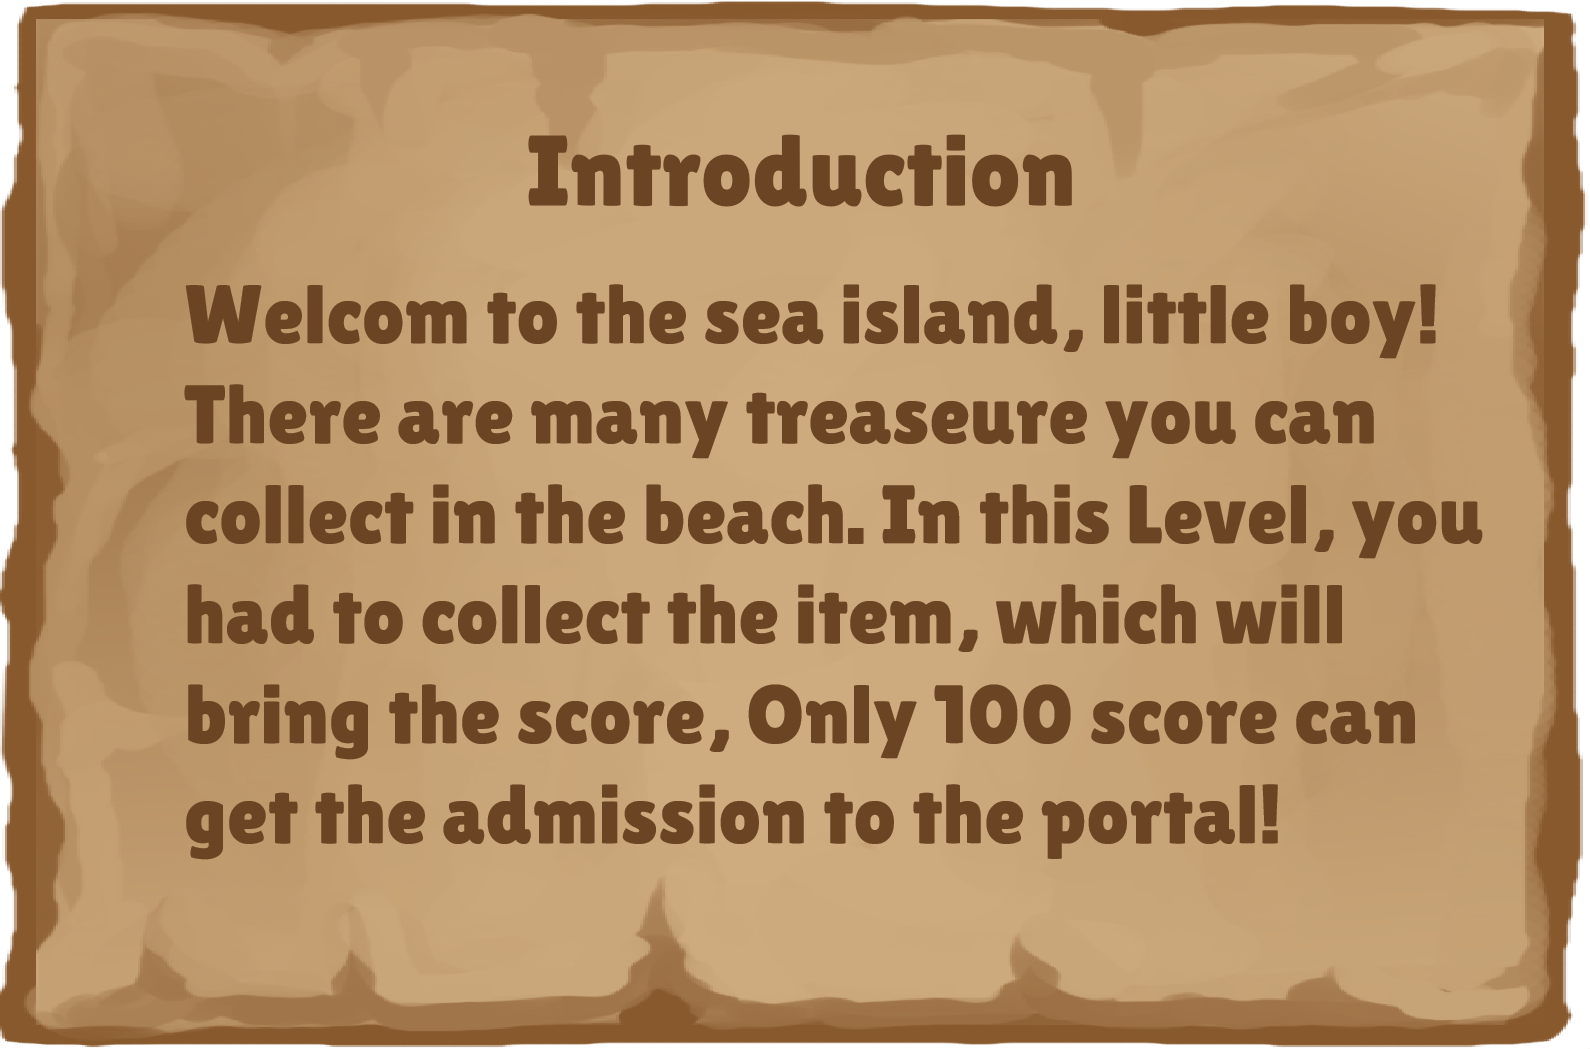 Introduction
Welcom to the sea island, little boy!
There are many treaseure you can
collect in the beach. In this Level, you
had to collect the item, which will
bring the score, Only 100 score can
get the admission to the portal!